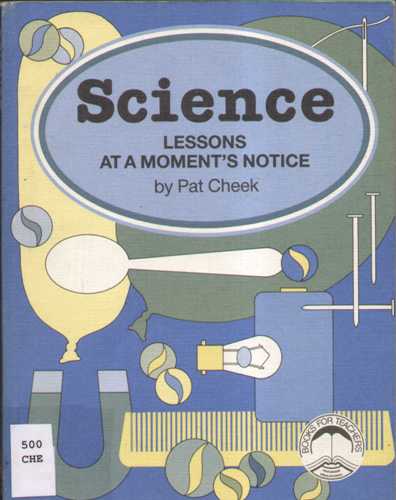 Science
LESSONS
AT A MOMENT'S NOTICE
by Pat Cheek
BOOKS FOR TEACHERS
500
CHE